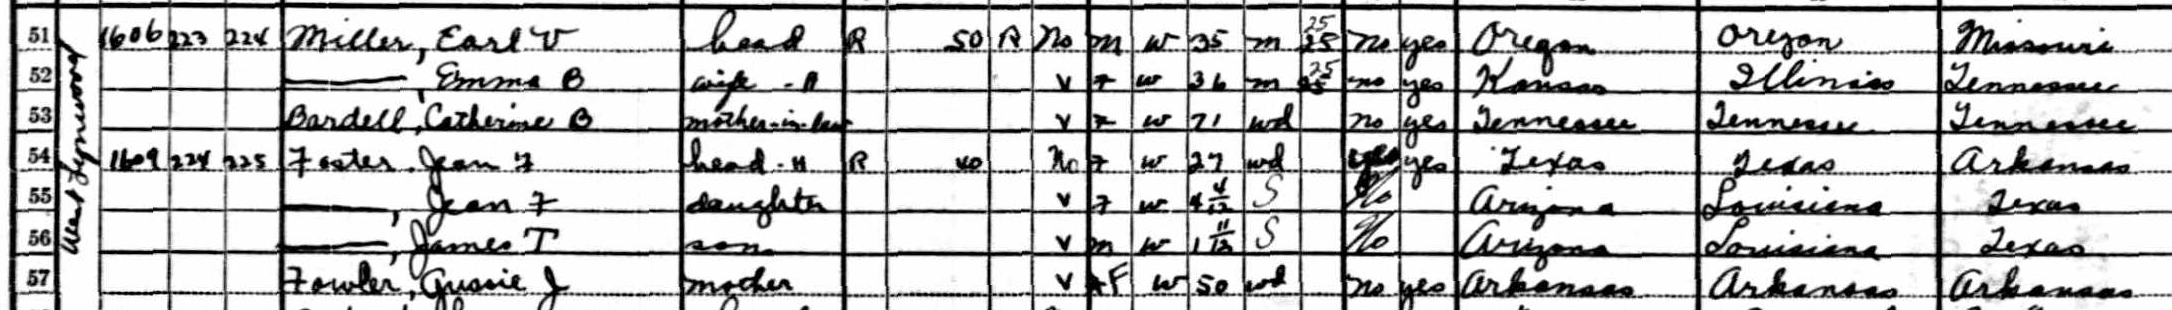 West Lynwood
51 1606 223 224 Miller, Earl V head R 50 R No m w 35 m 25 25 no yes Oregon Oregon Missouri
52 ———, Emma B wife - H V F w 36 m 25 25 no yes Kansas Illinois Tennessee
53 Bardell, Catherine B mother-in-law V F w 71 wd no yes Tennessee Tennessee Tennessee
54 1609 224 225 Foster, Jean F head - H R 40 No F w 27 wd yes yes Texas Texas Arkansas
55 ———, Jean F daughter V F w 4 4/12 S No Arizona Louisiana Texas
56 ———, James T son V m w 1 11/12 S No Arizona Louisiana Texas
57 Fowler, Gussie J mother V F w 50 wd no yes Arkansas Arkansas Arkansas